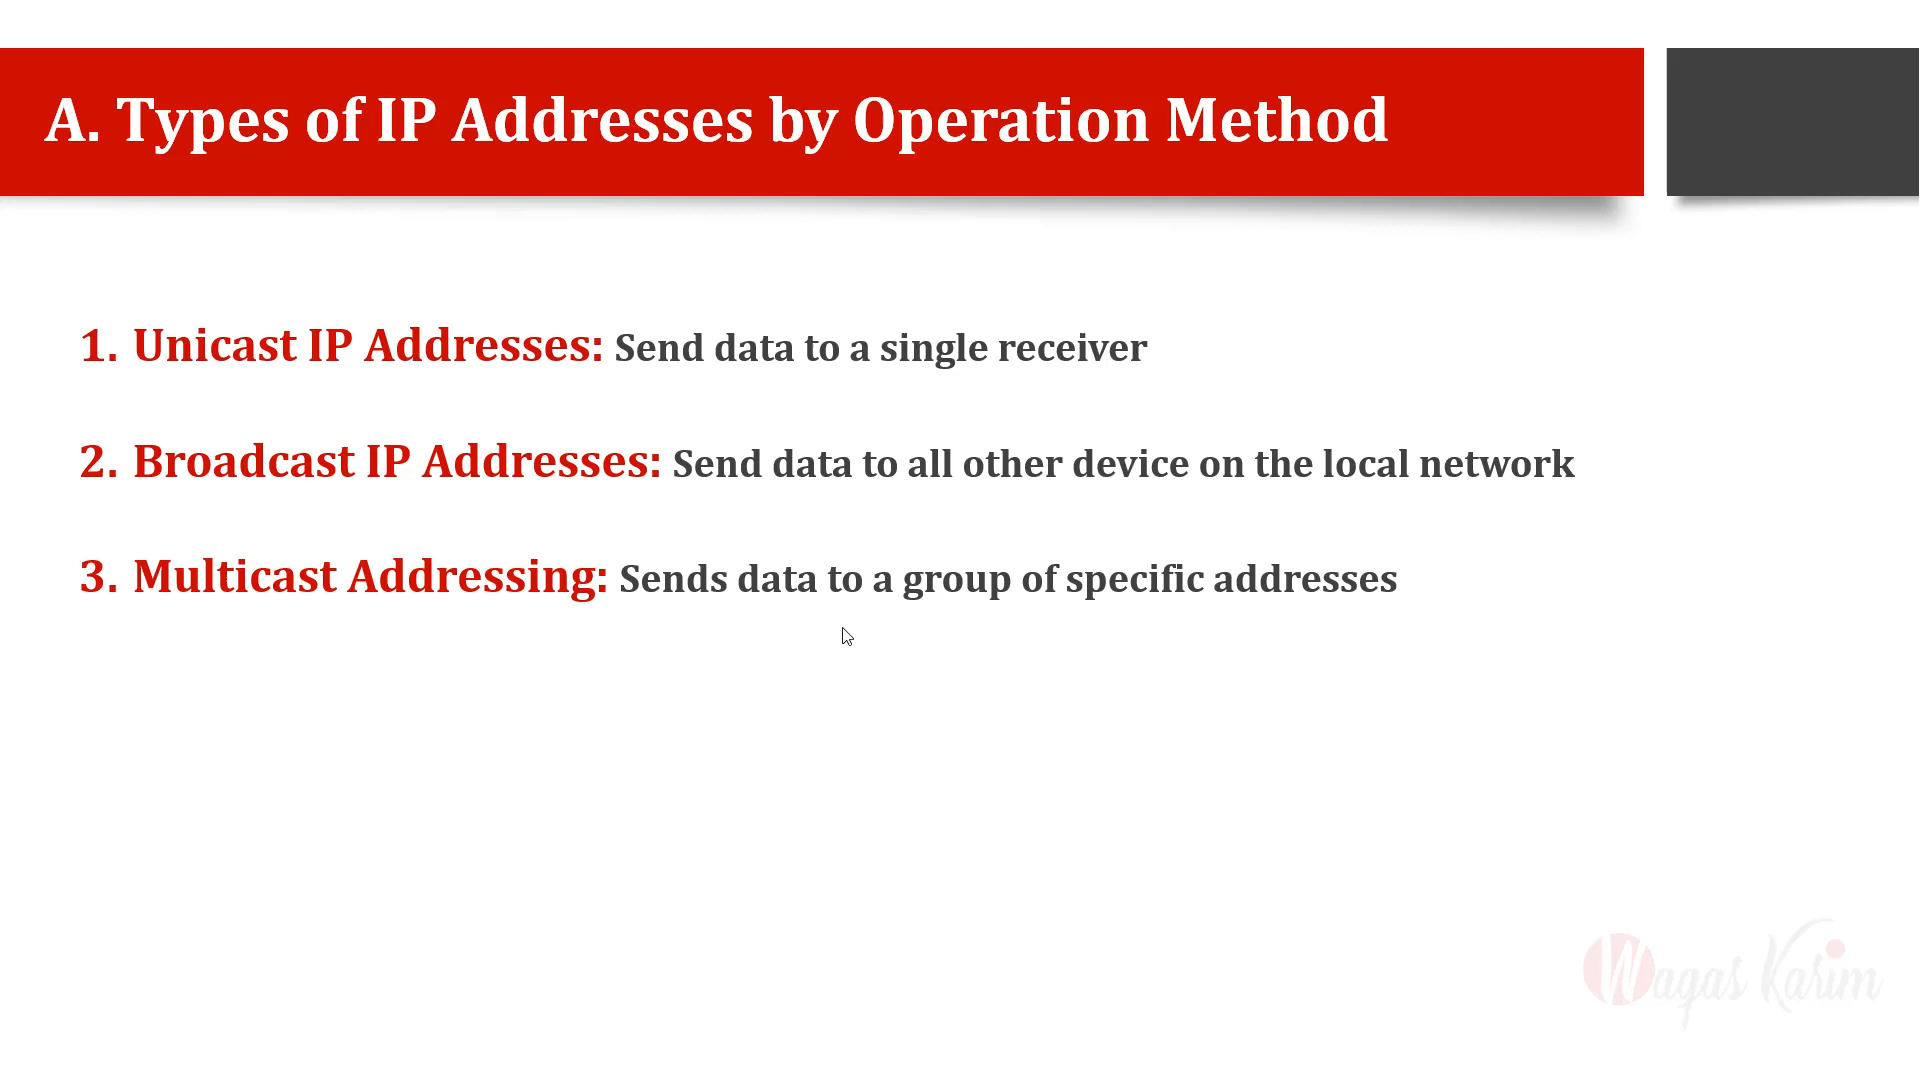 A. Types of IP Addresses by Operation Method
1. Unicast IP Addresses: Send data to a single receiver
2. Broadcast IP Addresses: Send data to all other device on the local network
3. Multicast Addressing: Sends data to a group of specific addresses
Waqas Karim